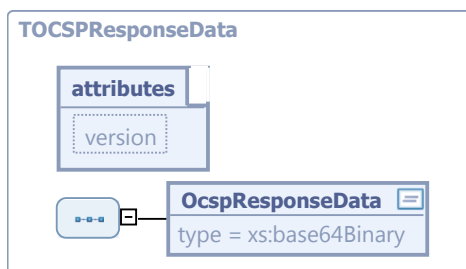 TOCSPResponseData
attributes
version
OcspResponseData
type = xs:base64Binary